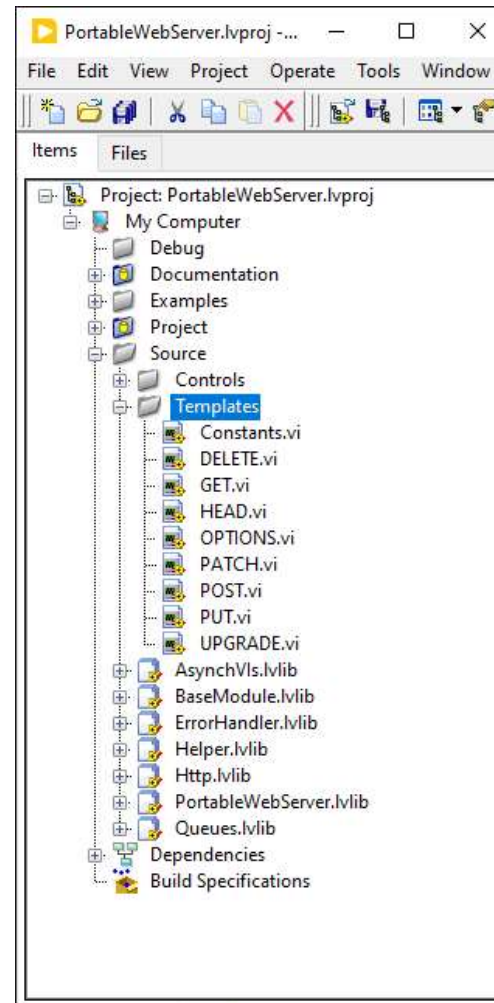 PortableWebServer.lvproj -...
File Edit View Project Operate Tools Window
Items Files
Project: PortableWebServer.lvproj
My Computer
Debug
Documentation
Examples
Project
Source
Controls
Templates
Constants.vi
DELETE.vi
GET.vi
HEAD.vi
OPTIONS.vi
PATCH.vi
POST.vi
PUT.vi
UPGRADE.vi
AsynchVIs.lvlib
BaseModule.lvlib
ErrorHandler.lvlib
Helper.lvlib
Http.lvlib
PortableWebServer.lvlib
Queues.lvlib
Dependencies
Build Specifications